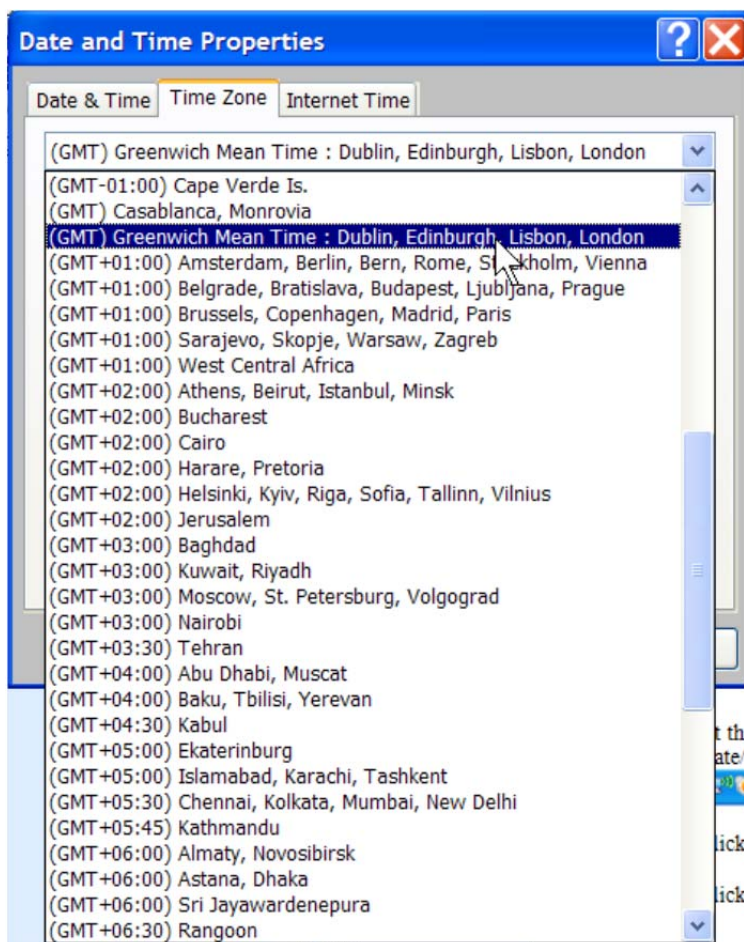 Date and Time Properties
Date & Time Time Zone Internet Time
(GMT) Greenwich Mean Time : Dublin, Edinburgh, Lisbon, London
(GMT-01:00) Cape Verde Is.
(GMT) Casablanca, Monrovia
(GMT) Greenwich Mean Time : Dublin, Edinburgh, Lisbon, London
(GMT+01:00) Amsterdam, Berlin, Bern, Rome, Stockholm, Vienna
(GMT+01:00) Belgrade, Bratislava, Budapest, Ljubljana, Prague
(GMT+01:00) Brussels, Copenhagen, Madrid, Paris
(GMT+01:00) Sarajevo, Skopje, Warsaw, Zagreb
(GMT+01:00) West Central Africa
(GMT+02:00) Athens, Beirut, Istanbul, Minsk
(GMT+02:00) Bucharest
(GMT+02:00) Cairo
(GMT+02:00) Harare, Pretoria
(GMT+02:00) Helsinki, Kyiv, Riga, Sofia, Tallinn, Vilnius
(GMT+02:00) Jerusalem
(GMT+03:00) Baghdad
(GMT+03:00) Kuwait, Riyadh
(GMT+03:00) Moscow, St. Petersburg, Volgograd
(GMT+03:00) Nairobi
(GMT+03:30) Tehran
(GMT+04:00) Abu Dhabi, Muscat
(GMT+04:00) Baku, Tbilisi, Yerevan
(GMT+04:30) Kabul
(GMT+05:00) Ekaterinburg
(GMT+05:00) Islamabad, Karachi, Tashkent
(GMT+05:30) Chennai, Kolkata, Mumbai, New Delhi
(GMT+05:45) Kathmandu
(GMT+06:00) Almaty, Novosibirsk
(GMT+06:00) Astana, Dhaka
(GMT+06:00) Sri Jayawardenepura
(GMT+06:30) Rangoon